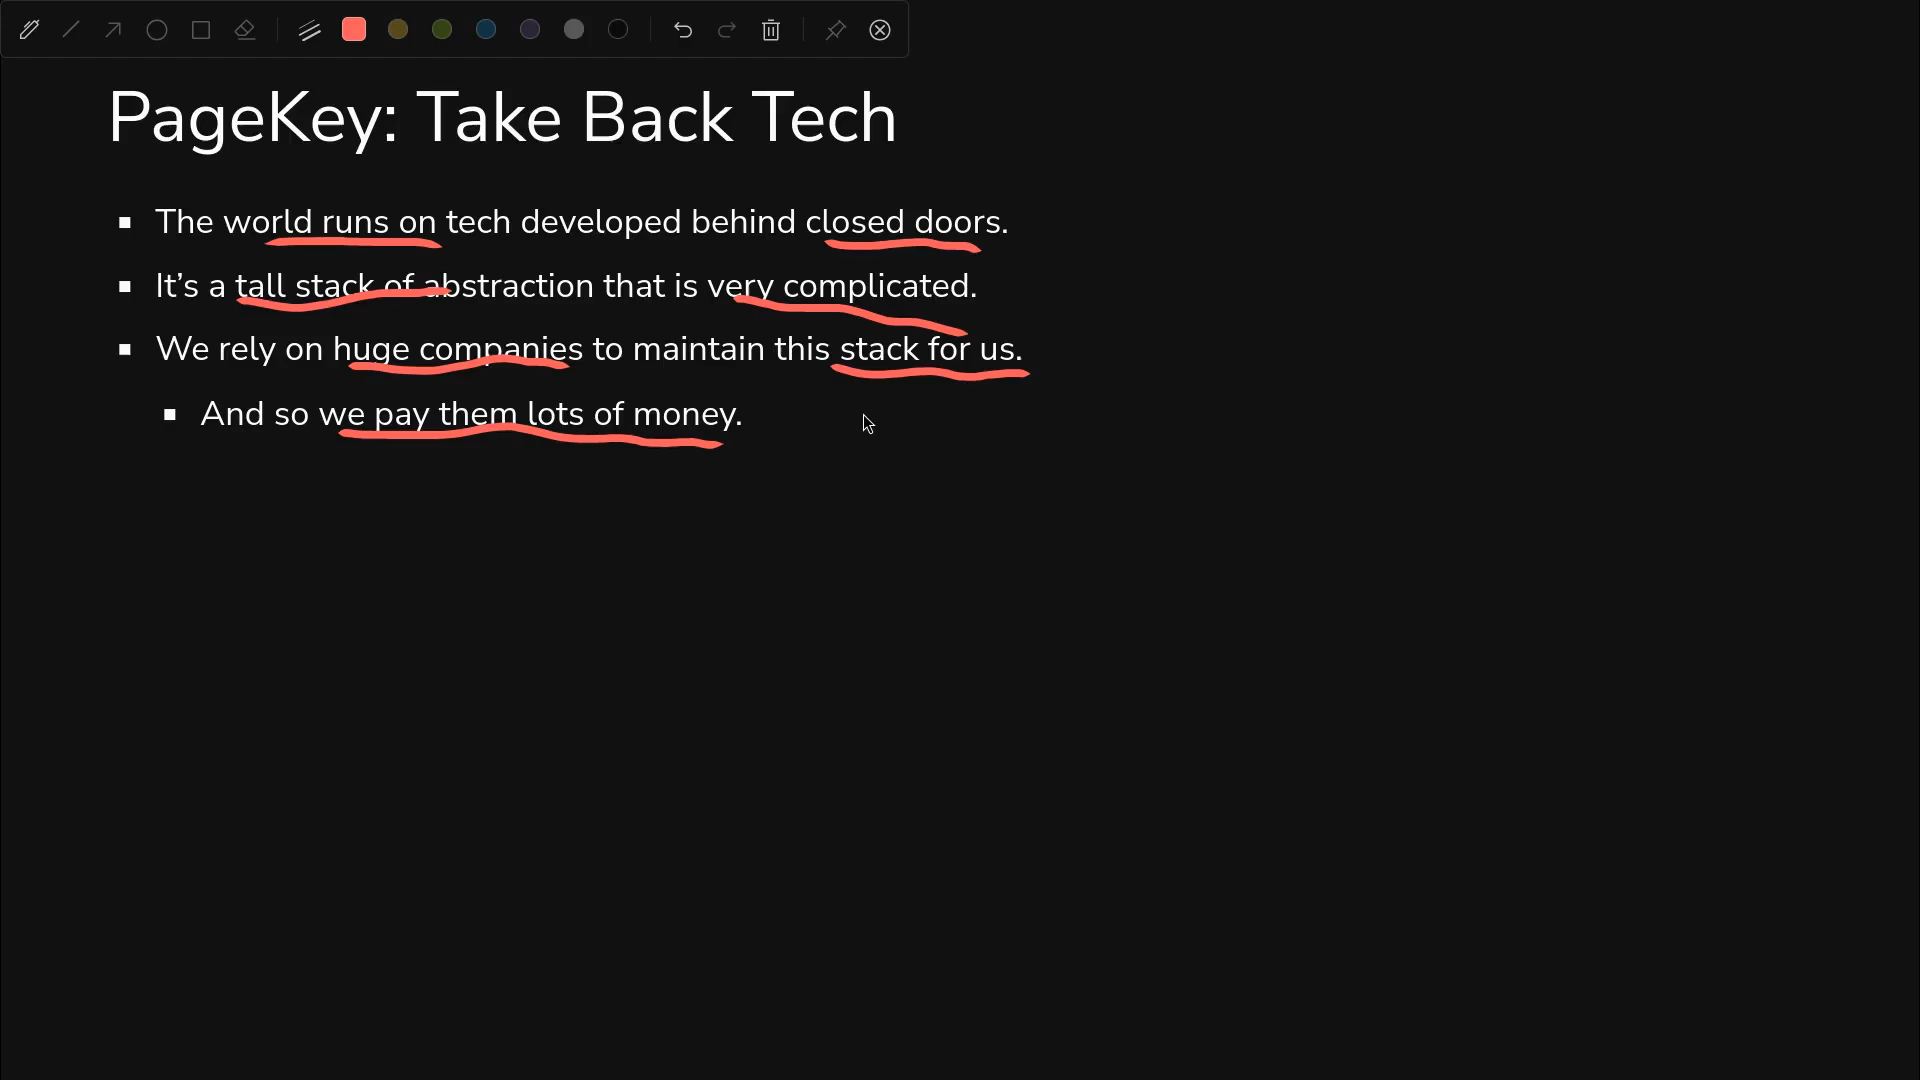 PageKey: Take Back Tech
The world runs on tech developed behind closed doors.
It’s a tall stack of abstraction that is very complicated.
We rely on huge companies to maintain this stack for us.
And so we pay them lots of money.